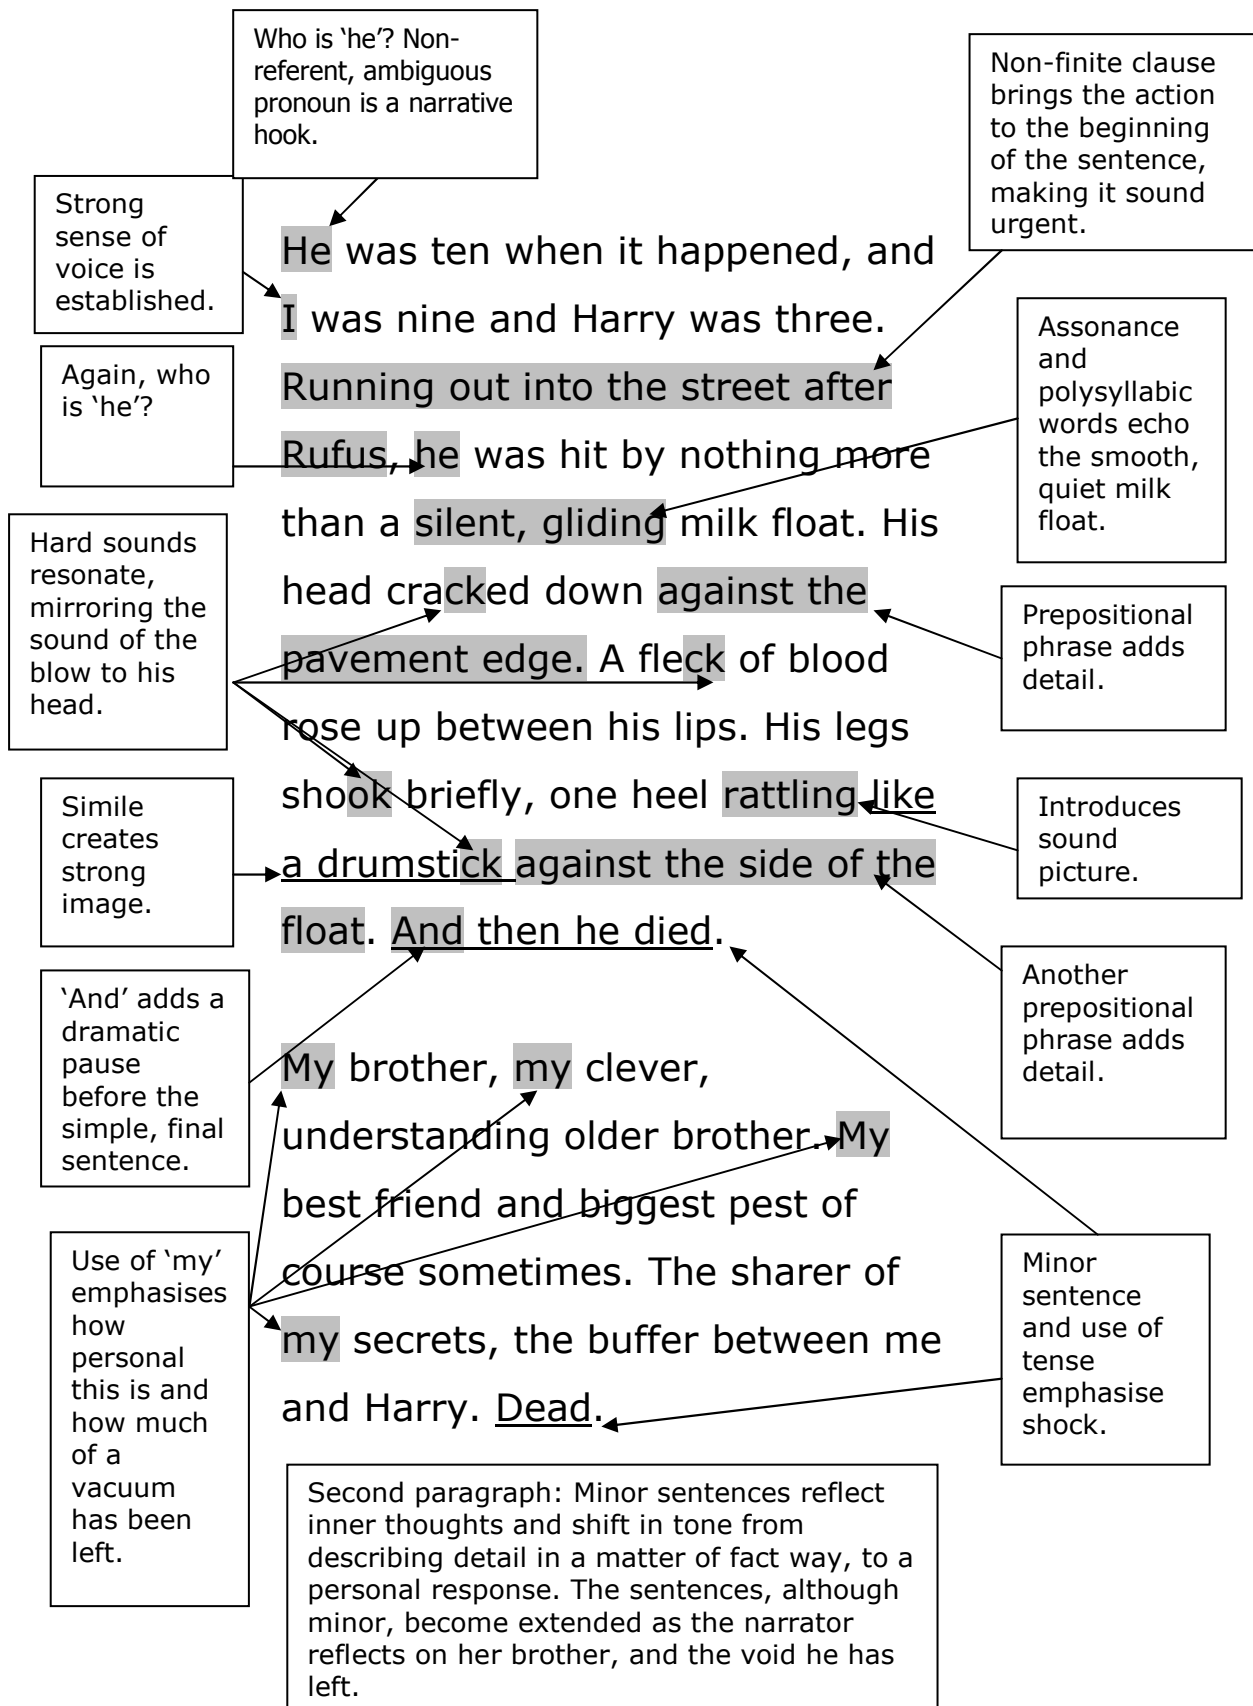 Who is ‘he’? Non-
referent, ambiguous
pronoun is a narrative
hook.
Non-finite clause
brings the action
to the beginning
of the sentence,
making it sound
urgent.
Strong
sense of
voice is
established.
Again, who
is ‘he’?
Hard sounds
resonate,
mirroring the
sound of the
blow to his
head.
Simile
creates
strong
image.
‘And’ adds a
dramatic
pause
before the
simple, final
sentence.
Use of ‘my’
emphasises
how
personal
this is and
how much
of a
vacuum
has been
left.
He was ten when it happened, and
I was nine and Harry was three.
Running out into the street after
Rufus, he was hit by nothing more
than a silent, gliding milk float. His
head cracked down against the
pavement edge. A fleck of blood
rose up between his lips. His legs
shook briefly, one heel rattling like
a drumstick against the side of the
float. And then he died.
My brother, my clever,
understanding older brother. My
best friend and biggest pest of
course sometimes. The sharer of
my secrets, the buffer between me
and Harry. Dead.
Assonance
and
polysyllabic
words echo
the smooth,
quiet milk
float.
Prepositional
phrase adds
detail.
Introduces
sound
picture.
Another
prepositional
phrase adds
detail.
Minor
sentence
and use of
tense
emphasise
shock.
Second paragraph: Minor sentences reflect
inner thoughts and shift in tone from
describing detail in a matter of fact way, to a
personal response. The sentences, although
minor, become extended as the narrator
reflects on her brother, and the void he has
left.